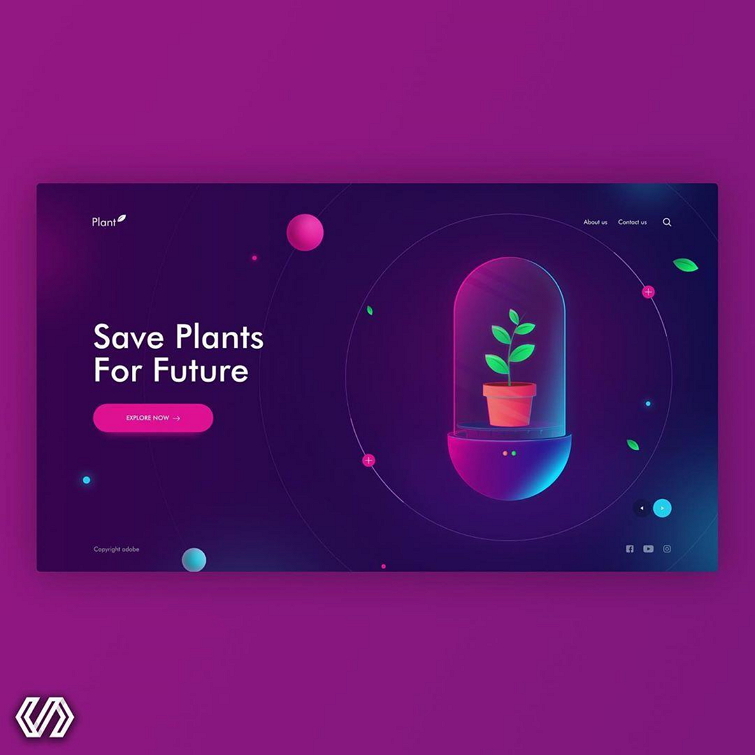 Plant
About us
Contact us
Save Plants
For Future
EXPLORE NOW
Copyright adobe